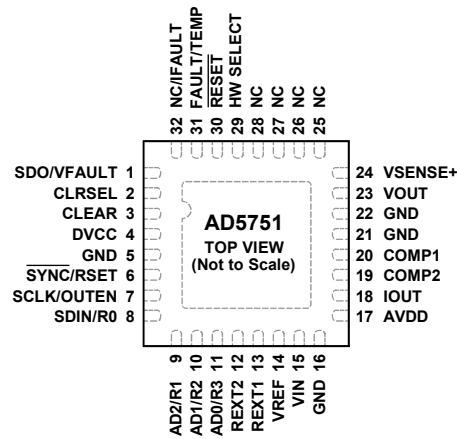 32 NC/IFAULT
31 FAULT/TEMP
30 RESET
29 HW SELECT
28 NC
27 NC
26 NC
25 NC
SDO/VFAULT 1
CLRSEL 2
CLEAR 3
DVCC 4
GND 5
SYNC/RSET 6
SCLK/OUTEN 7
SDIN/R0 8
AD5751
TOP VIEW
(Not to Scale)
24 VSENSE+
23 VOUT
22 GND
21 GND
20 COMP1
19 COMP2
18 IOUT
17 AVDD
AD2/R1 9
AD1/R2 10
AD0/R3 11
REXT2 12
REXT1 13
VREF 14
VIN 15
GND 16